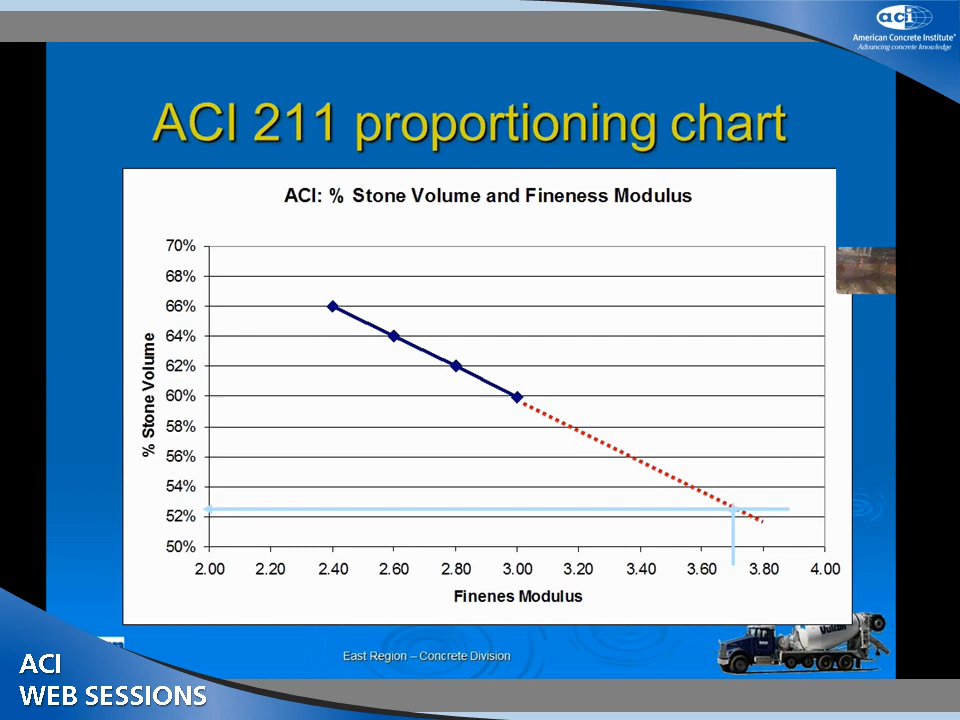 aci
American Concrete Institute®
Advancing concrete knowledge
ACI 211 proportioning chart
ACI: % Stone Volume and Fineness Modulus
% Stone Volume
70%
68%
66%
64%
62%
60%
58%
56%
54%
52%
50%
2.00 2.20 2.40 2.60 2.80 3.00 3.20 3.40 3.60 3.80 4.00
Finenes Modulus
East Region – Concrete Division
Vulcan
ACI
WEB SESSIONS